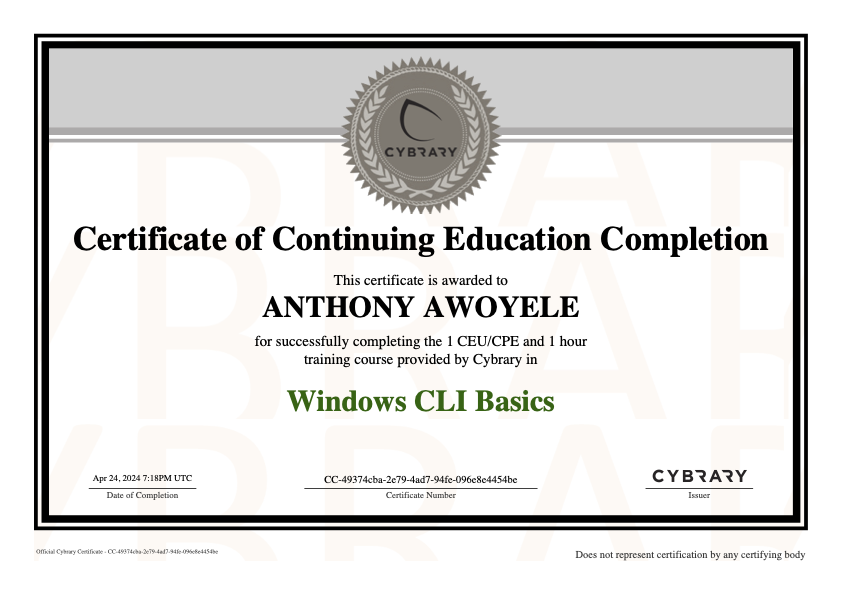 CYBRARY
Certificate of Continuing Education Completion
This certificate is awarded to
ANTHONY AWOYELE
for successfully completing the 1 CEU/CPE and 1 hour
training course provided by Cybrary in
Windows CLI Basics
Apr 24, 2024 7:18PM UTC
Date of Completion
CC-49374cba-2e79-4ad7-94fe-096e8e4454be
Certificate Number
CYBRARY
Issuer
Official Cybrary Certificate - CC-49374cba-2e79-4ad7-94fe-096e8e4454be
Does not represent certification by any certifying body